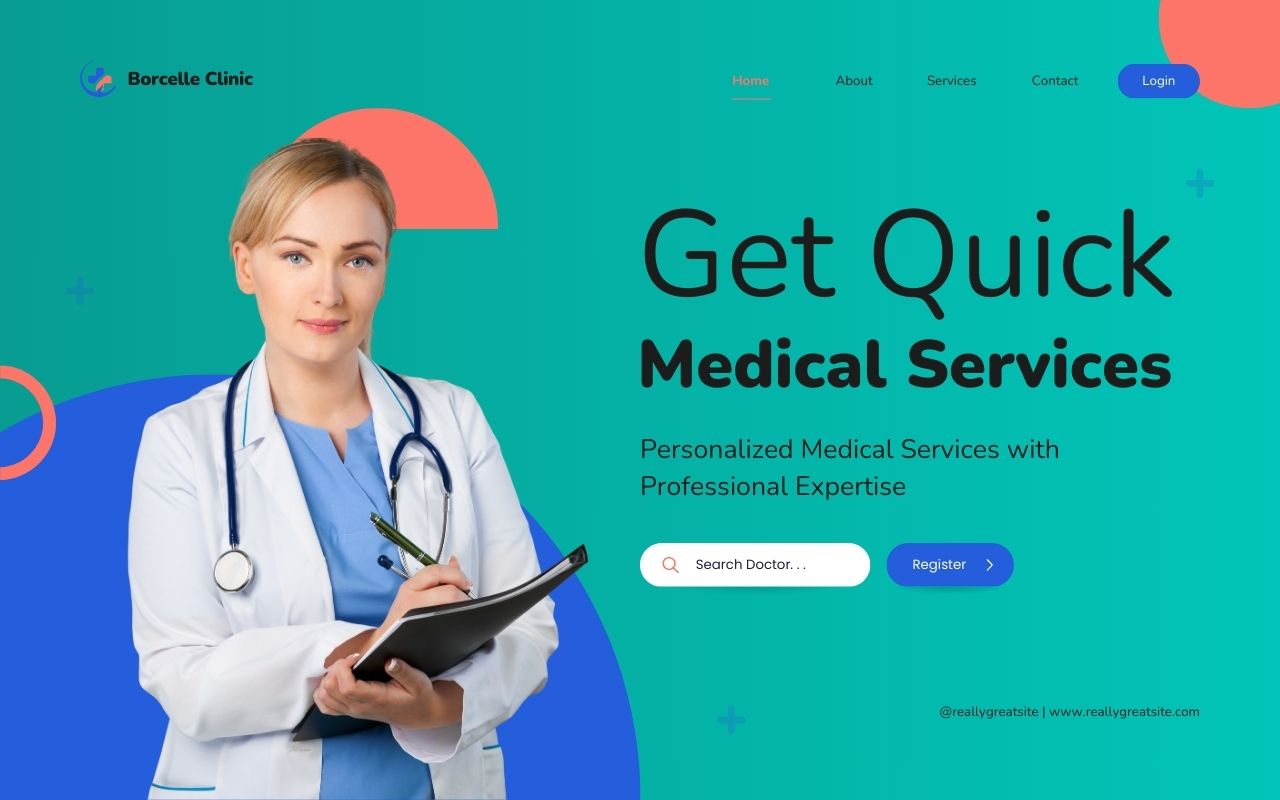 Borcelle Clinic
Home
About
Services
Contact
Login
Get Quick
Medical Services
Personalized Medical Services with
Professional Expertise
Search Doctor. . .
Register
@reallygreatsite | www.reallygreatsite.com